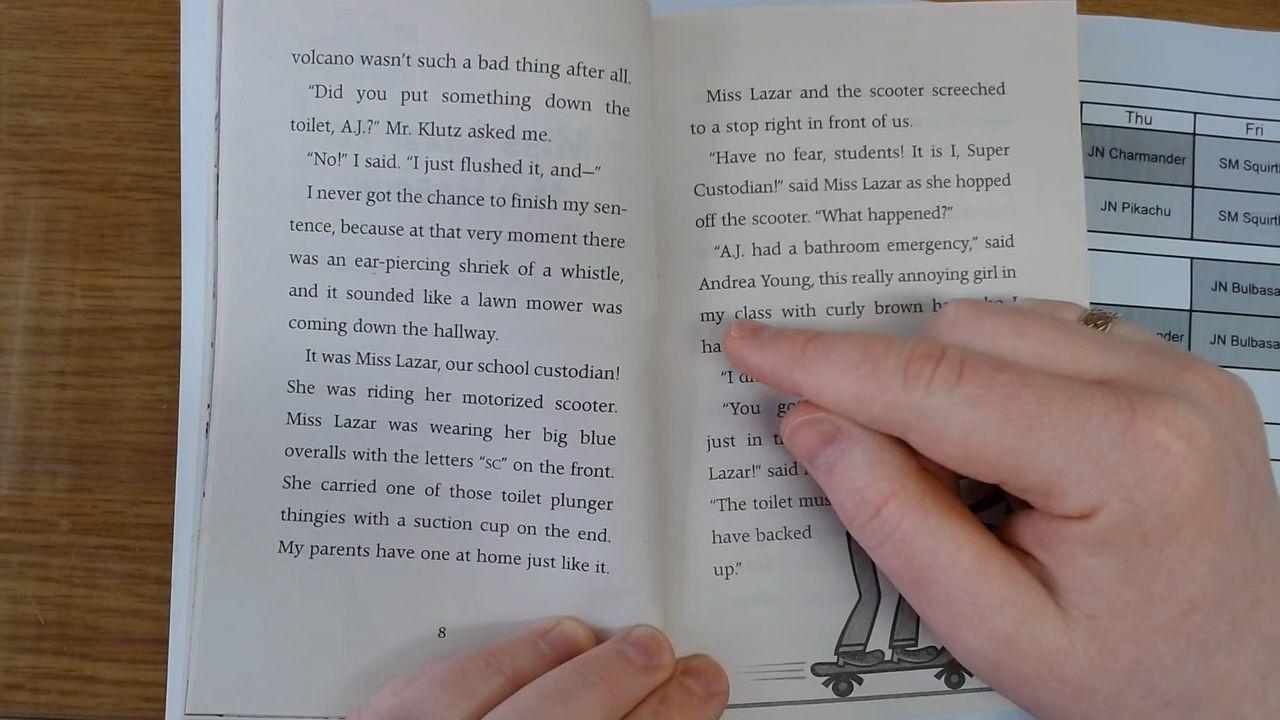 volcano wasn't such a bad thing after all.
"Did you put something down the
toilet, A.J.?" Mr. Klutz asked me.
"No!" I said. "I just flushed it, and—"
I never got the chance to finish my sen-
tence, because at that very moment there
was an ear-piercing shriek of a whistle,
and it sounded like a lawn mower was
coming down the hallway.
It was Miss Lazar, our school custodian!
She was riding her motorized scooter.
Miss Lazar was wearing her big blue
overalls with the letters "SC" on the front.
She carried one of those toilet plunger
thingies with a suction cup on the end.
My parents have one at home just like it.
8
Miss Lazar and the scooter screeched
to a stop right in front of us.
"Have no fear, students! It is I, Super
Custodian!" said Miss Lazar as she hopped
off the scooter. "What happened?"
"A.J. had a bathroom emergency," said
Andrea Young, this really annoying girl in
my class with curly brown
"I
"You
just in
Lazar!" said
"The toilet
have backed
up."
Thu
Fri
JN Charmander
SM
JN Pikachu
SM
JN
JN